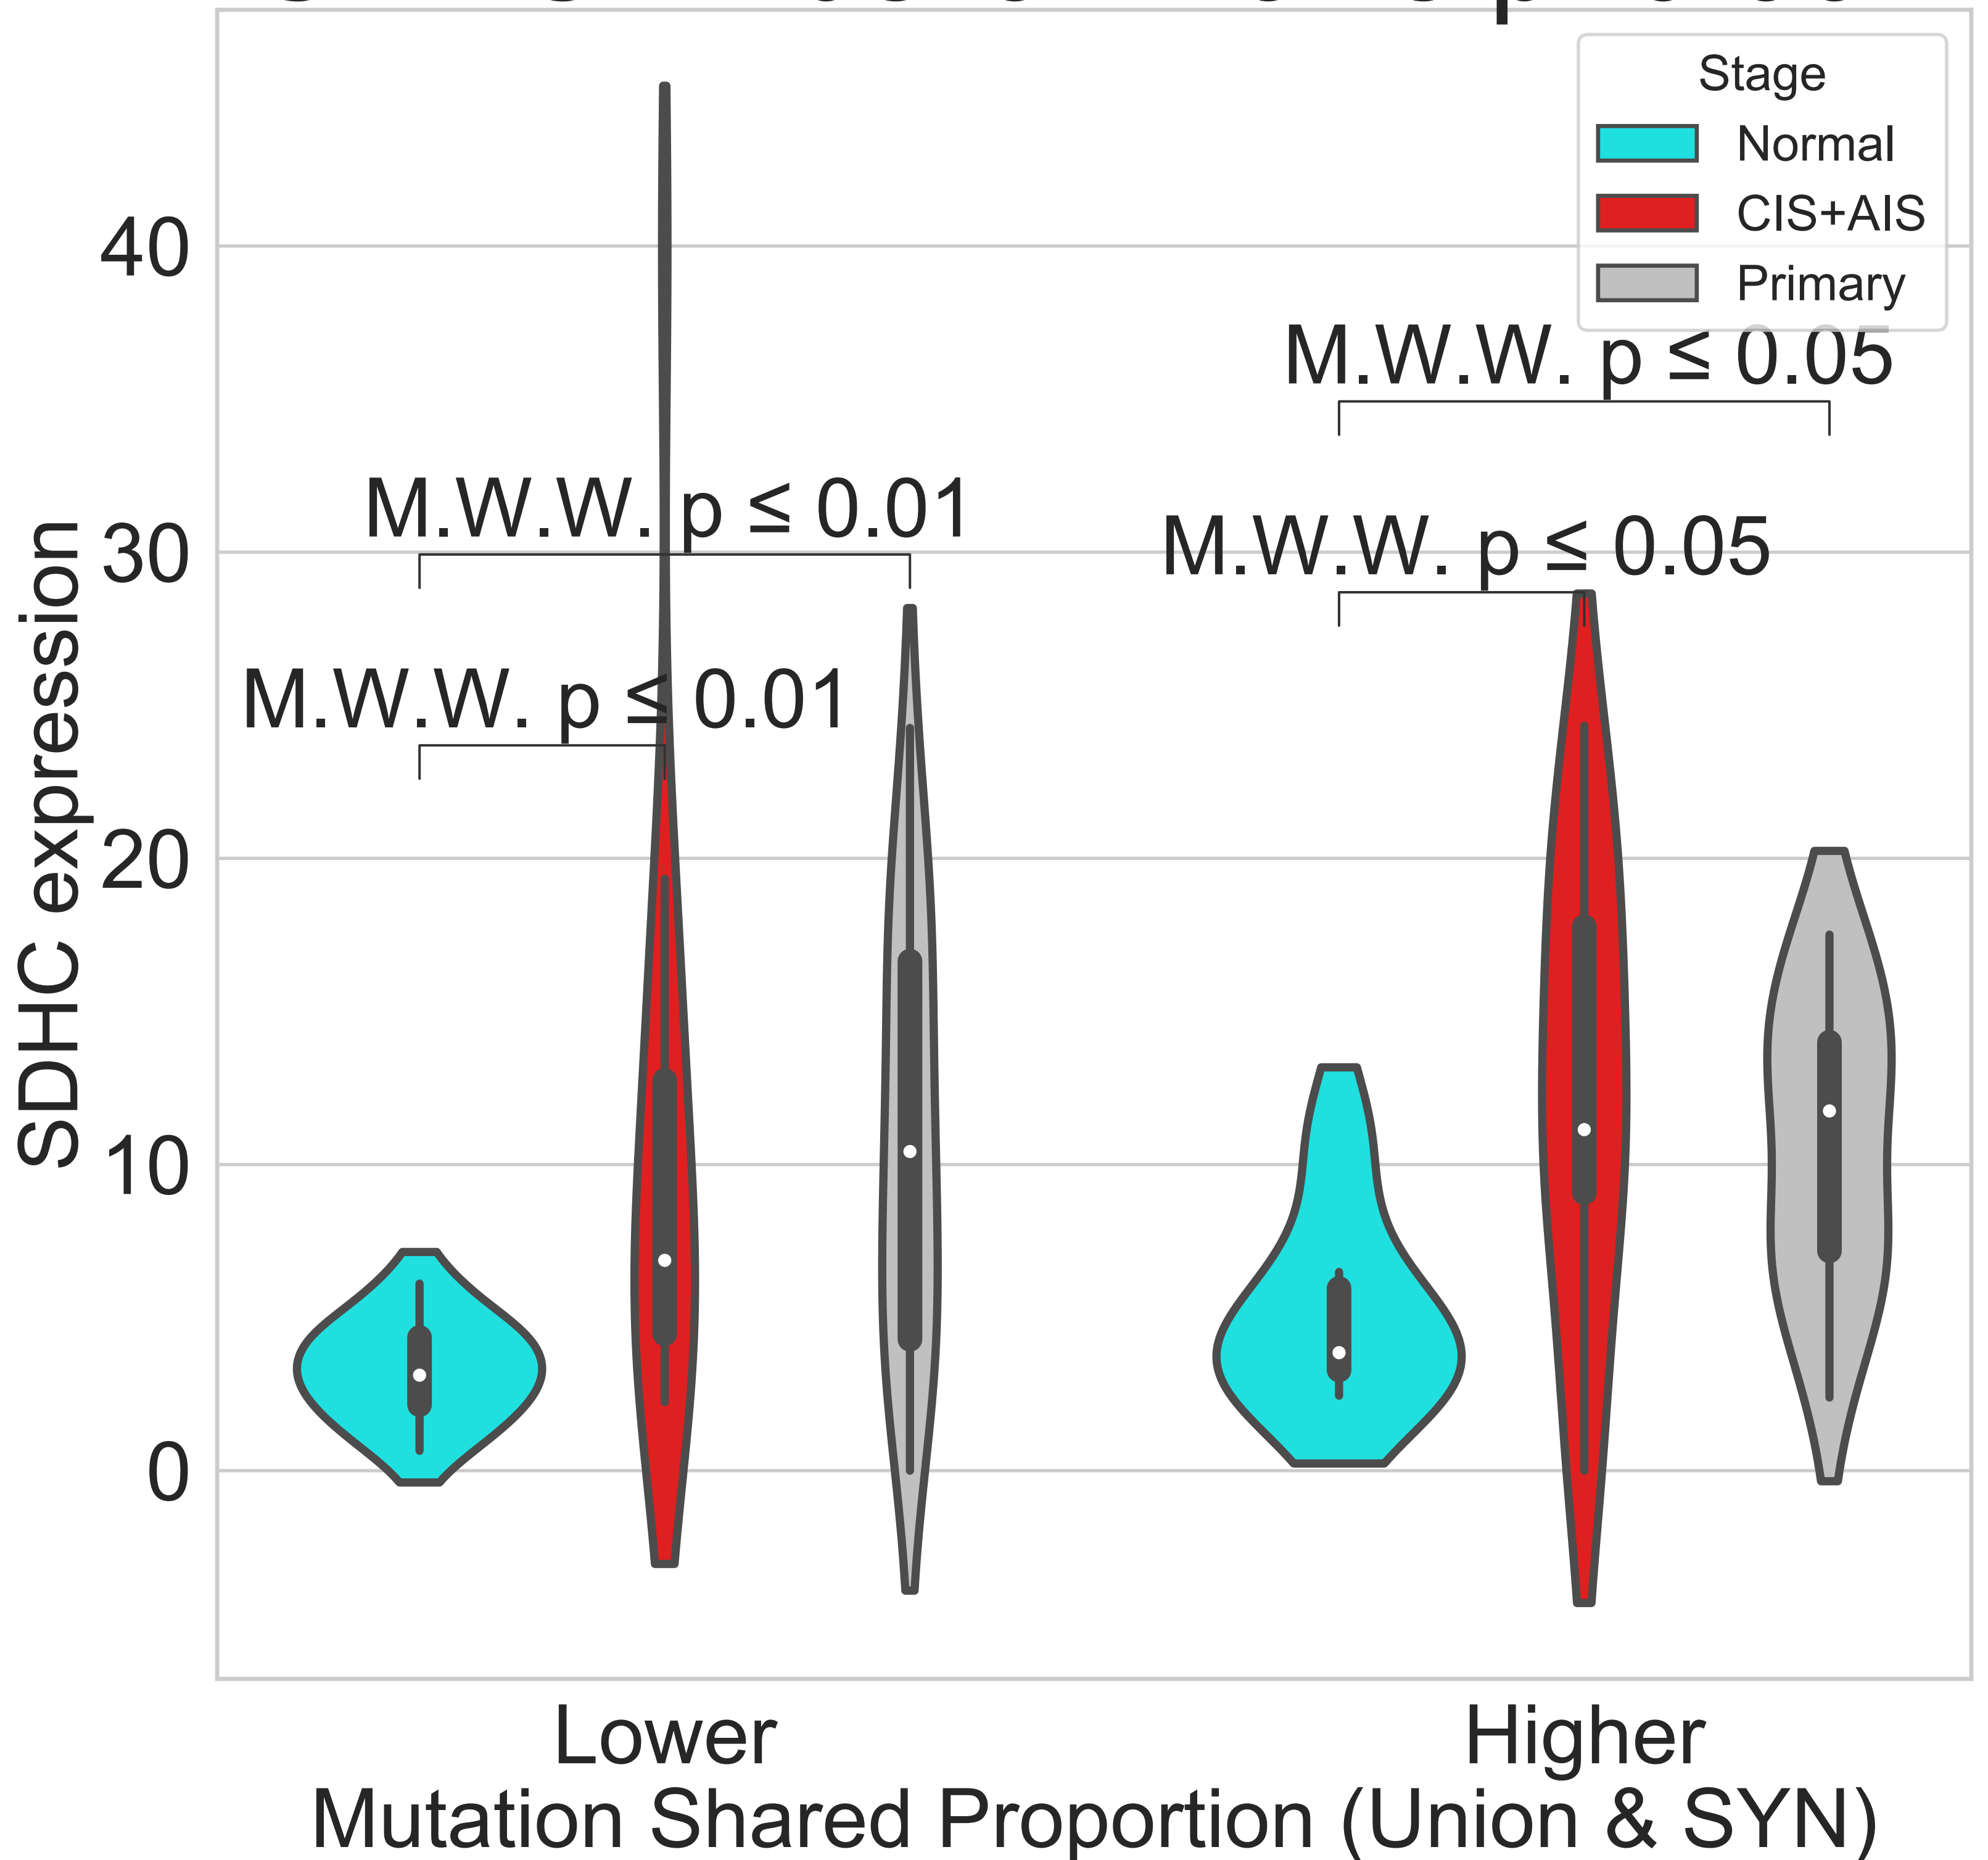 Stage
Normal
CIS+AIS
Primary
40
30
20
10
0
SDHC expression
M.W.W. p ≤ 0.05
M.W.W. p ≤ 0.01
M.W.W. p ≤ 0.05
M.W.W. p ≤ 0.01
Lower
Higher
Mutation Shared Proportion (Union & SYN)